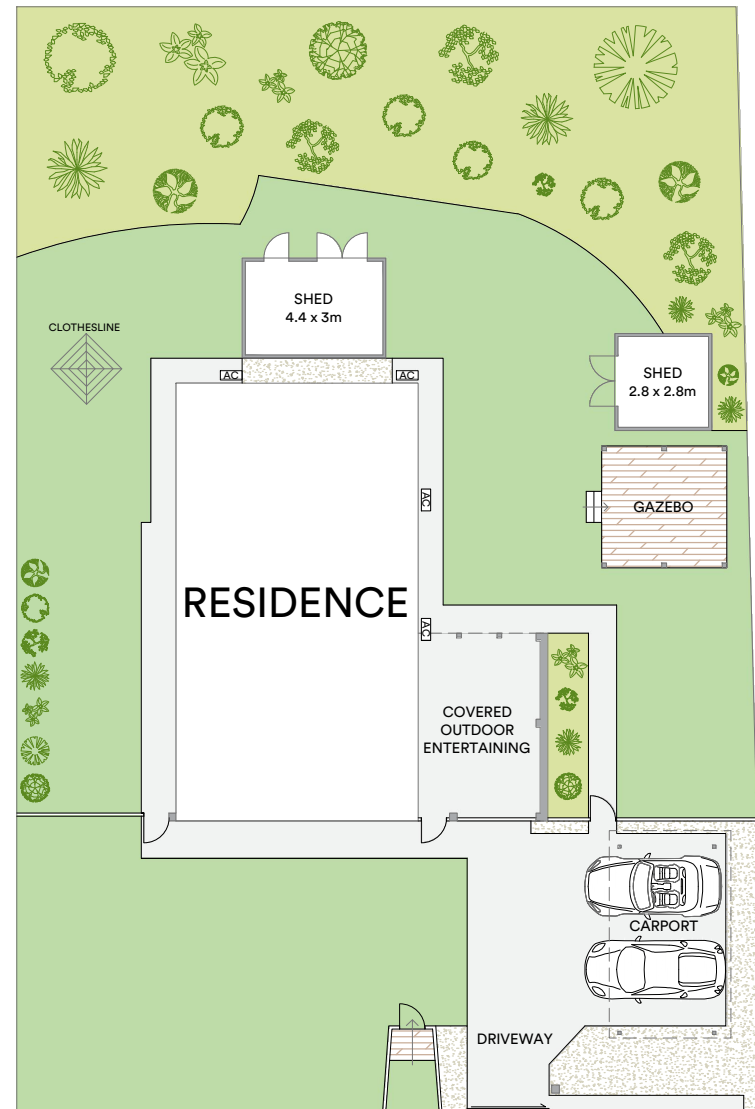 SHED
4.4 x 3m
CLOTHESLINE
AC
AC
SHED
2.8 x 2.8m
AC
GAZEBO
RESIDENCE
AC
COVERED
OUTDOOR
ENTERTAINING
CARPORT
DRIVEWAY